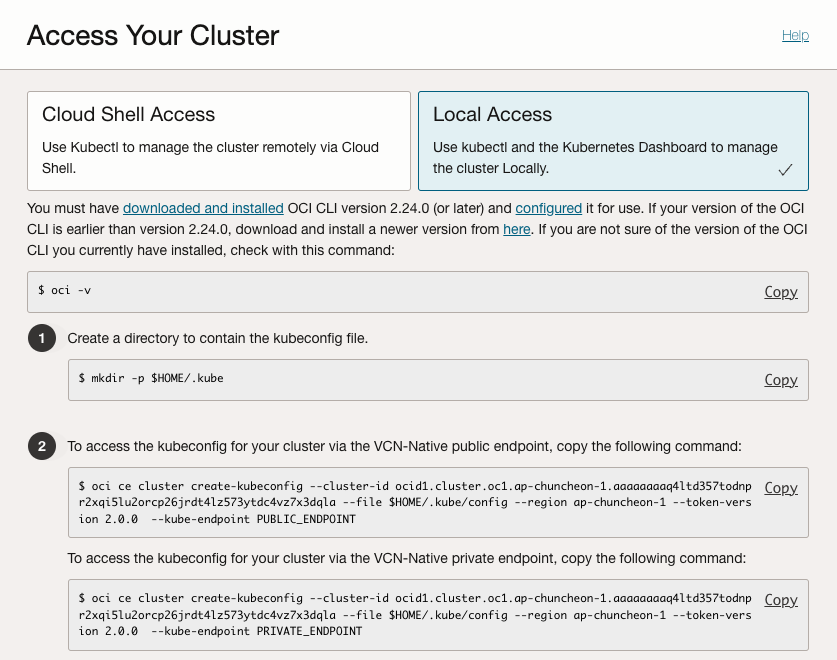 Access Your Cluster
Help
Cloud Shell Access
Use Kubectl to manage the cluster remotely via Cloud
Shell.
Local Access
Use kubectl and the Kubernetes Dashboard to manage
the cluster Locally.
You must have downloaded and installed OCI CLI version 2.24.0 (or later) and configured it for use. If your version of the OCI
CLI is earlier than version 2.24.0, download and install a newer version from here. If you are not sure of the version of the OCI
CLI you currently have installed, check with this command:
$ oci -v
Copy
1 Create a directory to contain the kubeconfig file.
$ mkdir -p $HOME/.kube
Copy
2 To access the kubeconfig for your cluster via the VCN-Native public endpoint, copy the following command:
$ oci ce cluster create-kubeconfig --cluster-id ocid1.cluster.oc1.ap-chuncheon-1.aaaaaaaaq4ltd357todnp
r2xqi5lu2orcp26jrdt4lz573ytdc4vz7x3dqla --file $HOME/.kube/config --region ap-chuncheon-1 --token-vers
ion 2.0.0  --kube-endpoint PUBLIC_ENDPOINT
Copy
To access the kubeconfig for your cluster via the VCN-Native private endpoint, copy the following command:
$ oci ce cluster create-kubeconfig --cluster-id ocid1.cluster.oc1.ap-chuncheon-1.aaaaaaaaq4ltd357todnp
r2xqi5lu2orcp26jrdt4lz573ytdc4vz7x3dqla --file $HOME/.kube/config --region ap-chuncheon-1 --token-vers
ion 2.0.0  --kube-endpoint PRIVATE_ENDPOINT
Copy